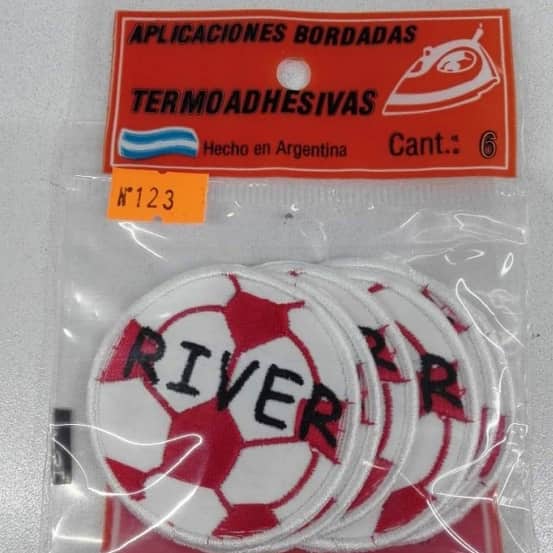 APLICACIONES BORDADAS
TERMOADHESIVAS
Hecho en Argentina
Cant.: 6
N° 123
RIVER
R
R